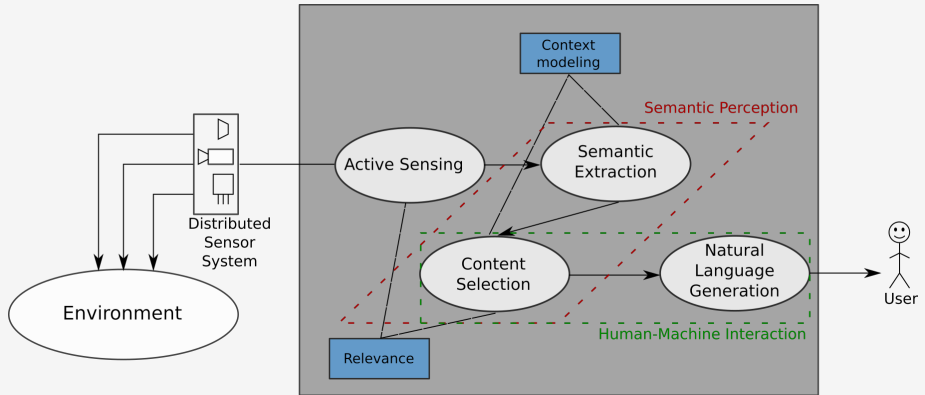 Context
modeling
Semantic Perception
Active Sensing
Semantic
Extraction
Distributed
Sensor
System
Environment
Content
Selection
Natural
Language
Generation
User
Human-Machine Interaction
Relevance